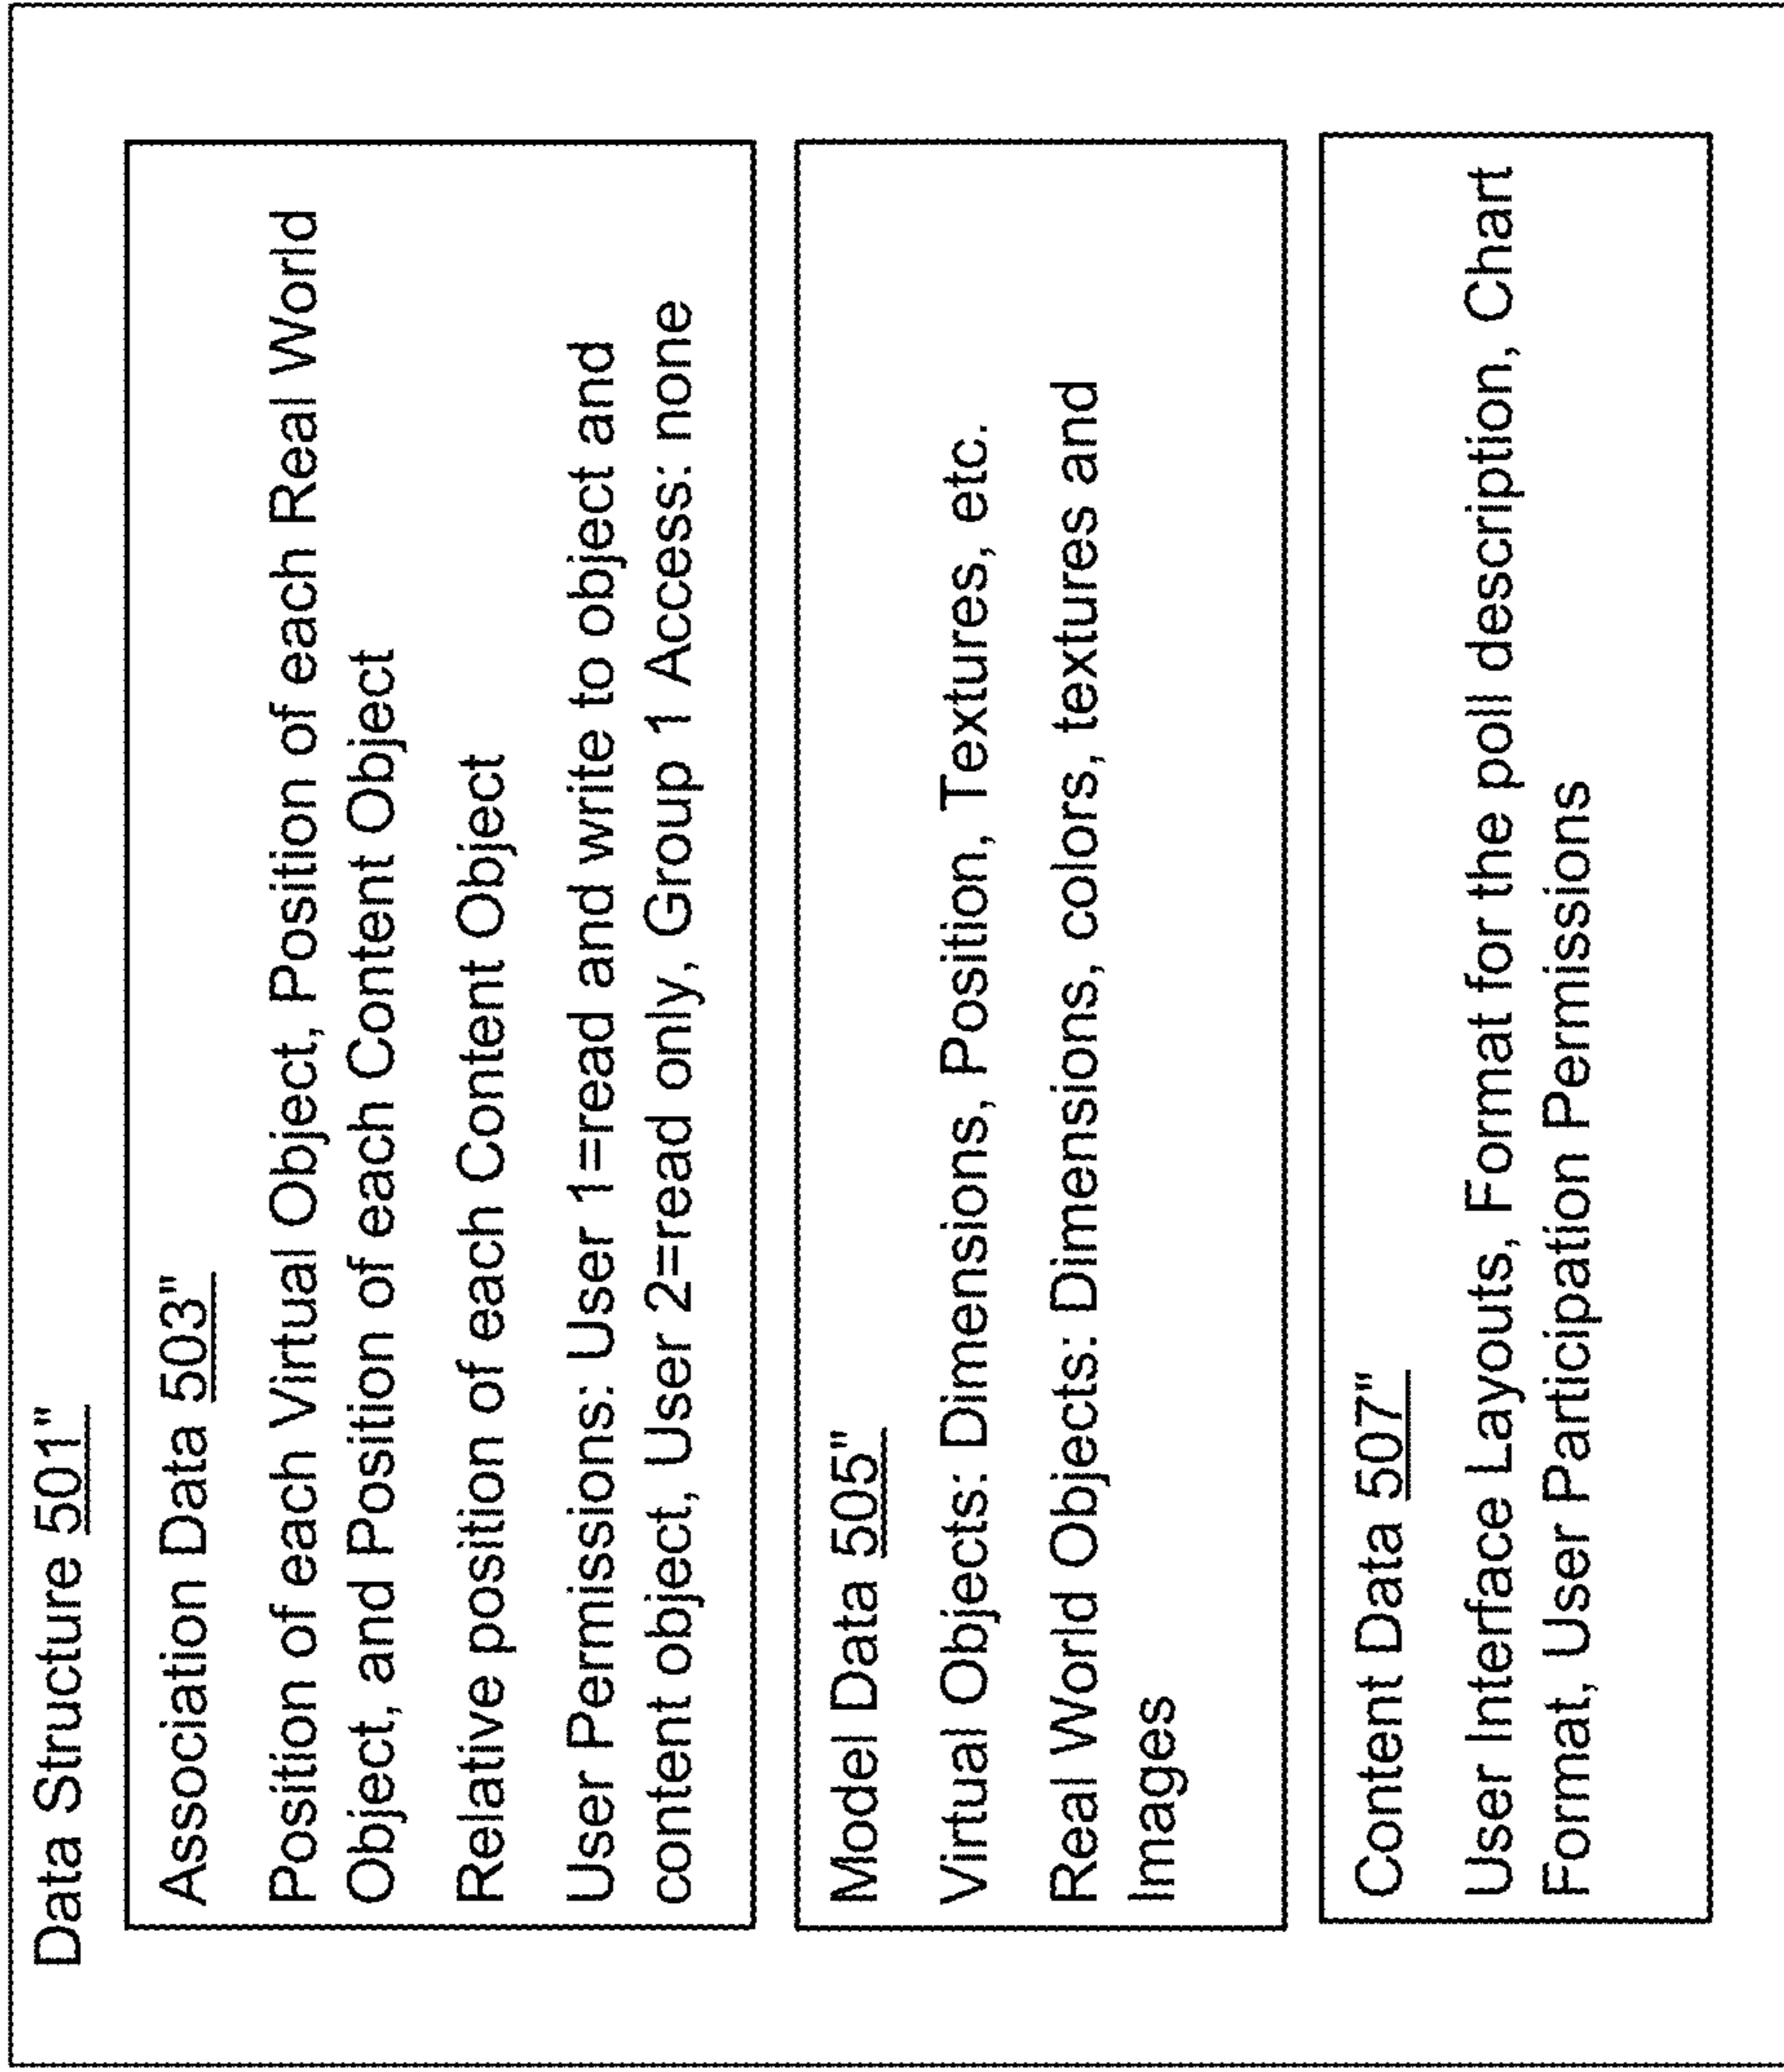 Data Structure 501"
Association Data 503"
Position of each Virtual Object, Position of each Real World
Object, and Position of each Content Object
Relative position of each Content Object
User Permissions: User 1=read and write to object and
content object, User 2=read only, Group 1 Access: none
Model Data 505"
Virtual Objects: Dimensions, Position, Textures, etc.
Real World Objects: Dimensions, colors, textures and
Images
Content Data 507"
User Interface Layouts, Format for the poll description, Chart
Format, User Participation Permissions